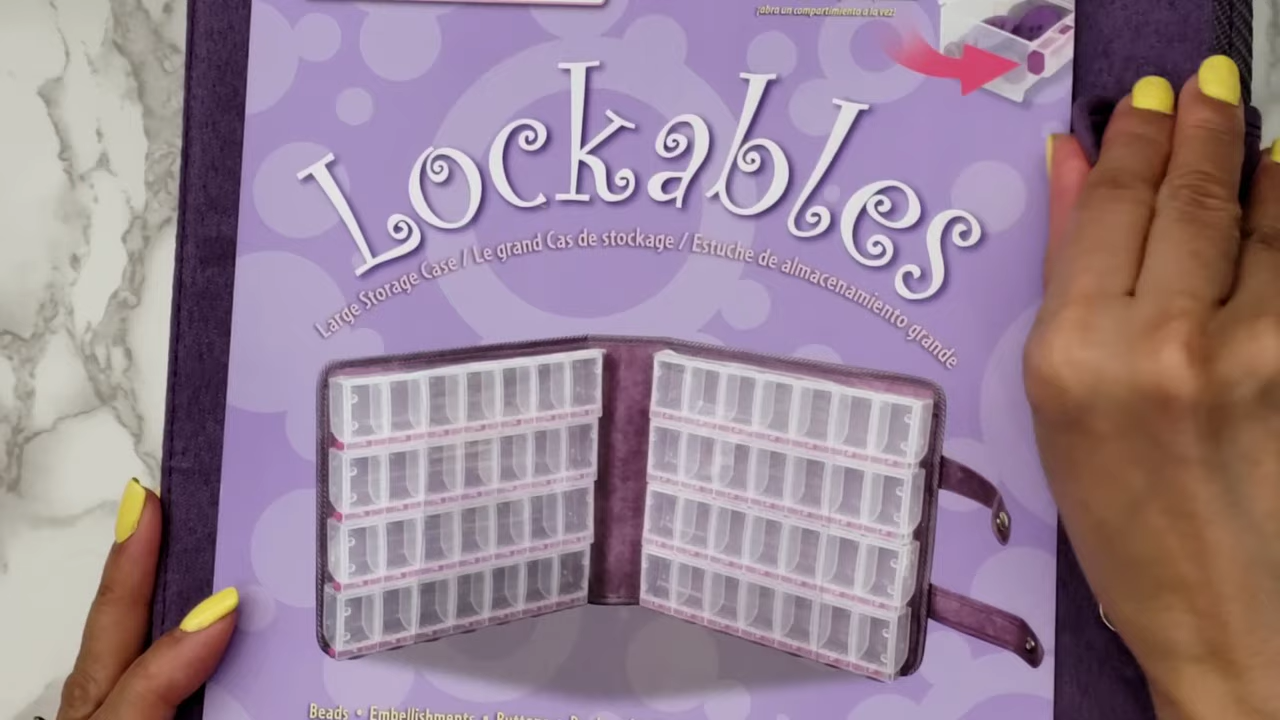 ¡abra un compartimiento a la vez!
Lockables
Large Storage Case / Le grand Cas de stockage / Estuche de almacenamiento grande
Beads • Embellishments •